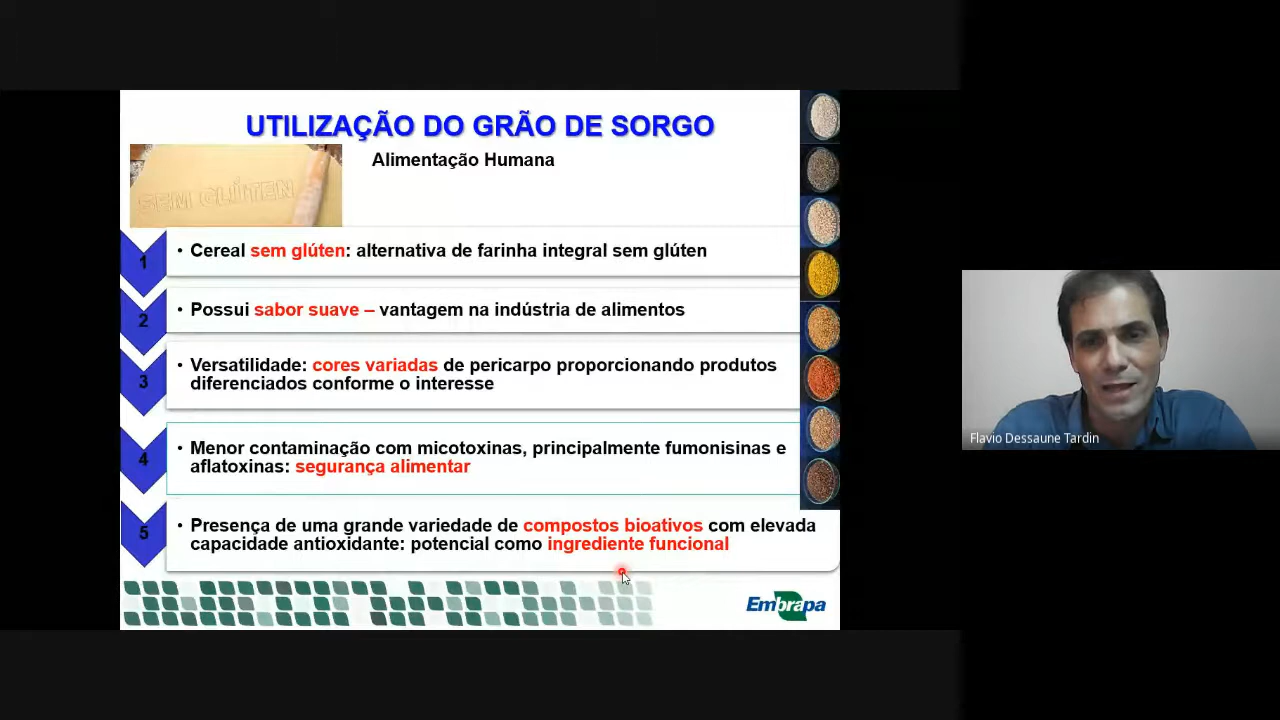 UTILIZAÇÃO DO GRÃO DE SORGO
Alimentação Humana
SEM GLÚTEN
1
• Cereal sem glúten: alternativa de farinha integral sem glúten
2
• Possui sabor suave – vantagem na indústria de alimentos
3
• Versatilidade: cores variadas de pericarpo proporcionando produtos
diferenciados conforme o interesse
4
• Menor contaminação com micotoxinas, principalmente fumonisinas e
aflatoxinas: segurança alimentar
5
• Presença de uma grande variedade de compostos bioativos com elevada
capacidade antioxidante: potencial como ingrediente funcional
Embrapa
Flavio Dessaune Tardin